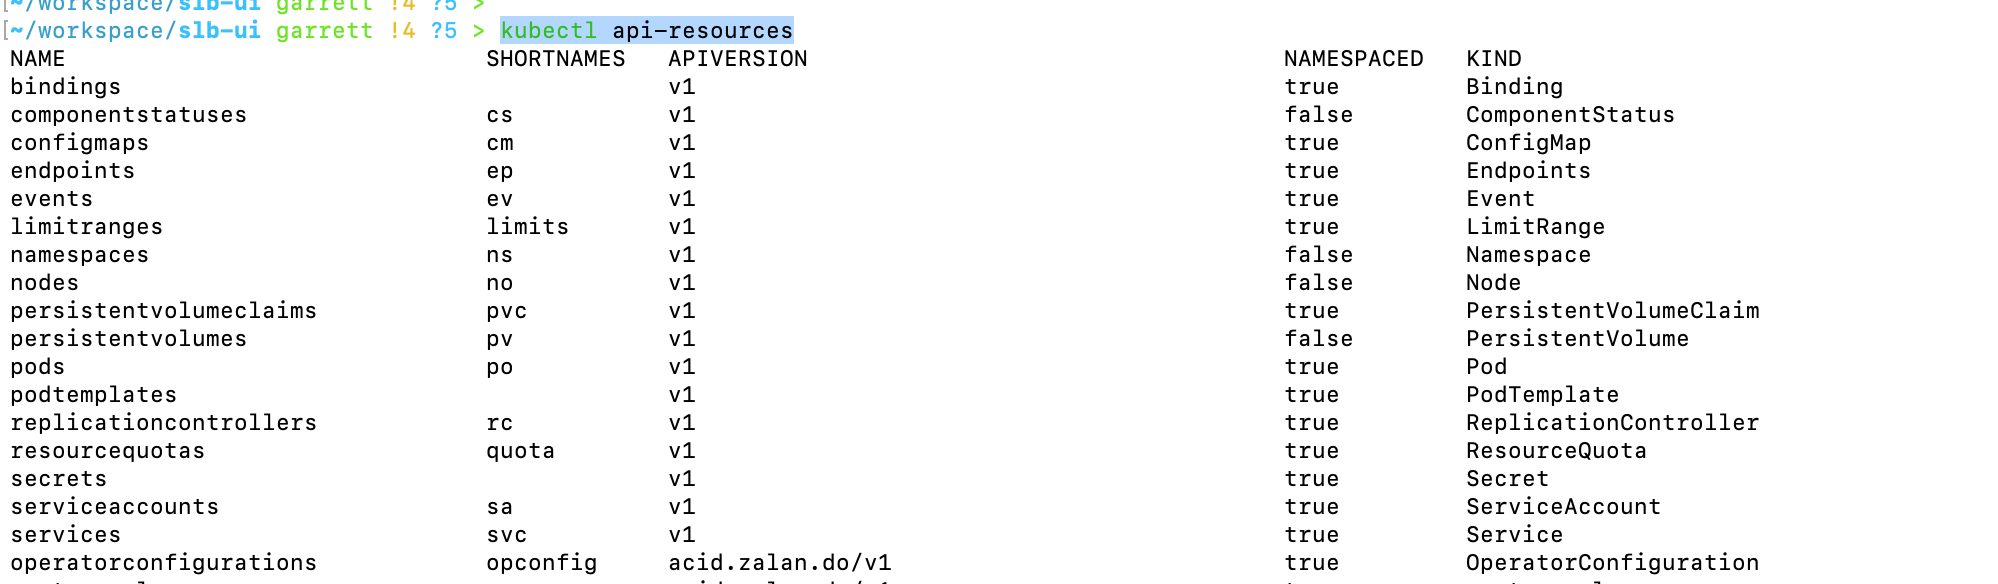 ~/workspace/slb-ui garrett !4 ?5 >
~/workspace/slb-ui garrett !4 ?5 > kubectl api-resources
NAME SHORTNAMES APIVERSION NAMESPACED KIND
bindings v1 true Binding
componentstatuses cs v1 false ComponentStatus
configmaps cm v1 true ConfigMap
endpoints ep v1 true Endpoints
events ev v1 true Event
limitranges limits v1 true LimitRange
namespaces ns v1 false Namespace
nodes no v1 false Node
persistentvolumeclaims pvc v1 true PersistentVolumeClaim
persistentvolumes pv v1 false PersistentVolume
pods po v1 true Pod
podtemplates v1 true PodTemplate
replicationcontrollers rc v1 true ReplicationController
resourcequotas quota v1 true ResourceQuota
secrets v1 true Secret
serviceaccounts sa v1 true ServiceAccount
services svc v1 true Service
operatorconfigurations opconfig acid.zalan.do/v1 true OperatorConfiguration